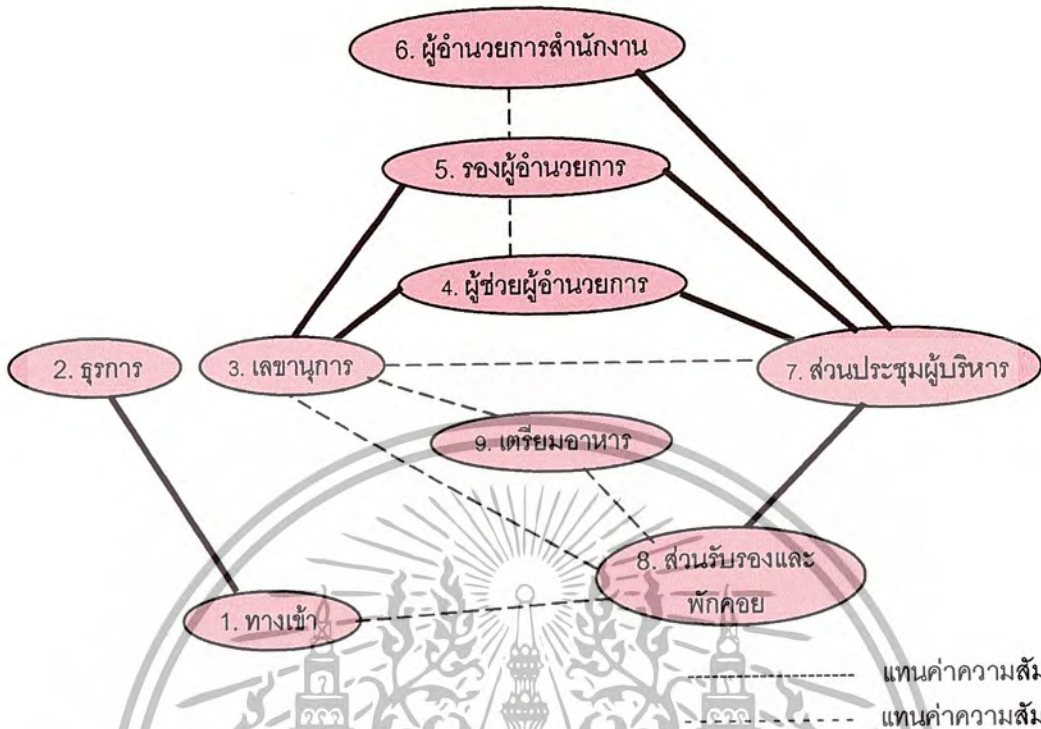 6. ผู้อำนวยการสำนักงาน
5. รองผู้อำนวยการ
4. ผู้ช่วยผู้อำนวยการ
2. ธุรการ
3. เลขานุการ
7. ส่วนประชุมผู้บริหาร
9. เตรียมอาหาร
8. ส่วนรับรองและ
พักคอย
1. ทางเข้า
แทนค่าความสัม
แทนค่าความสัม